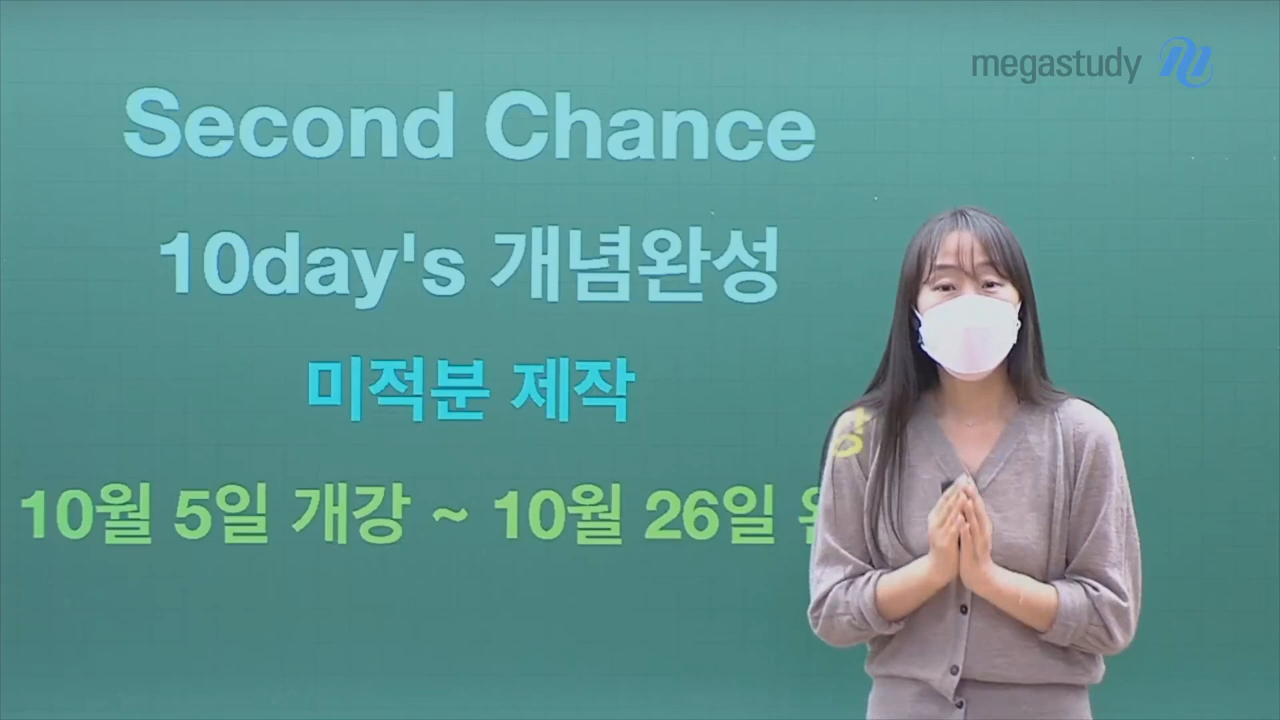 megastudy
Second Chance
10day's 개념완성
미적분 제작
10월 5일 개강 ~ 10월 26일